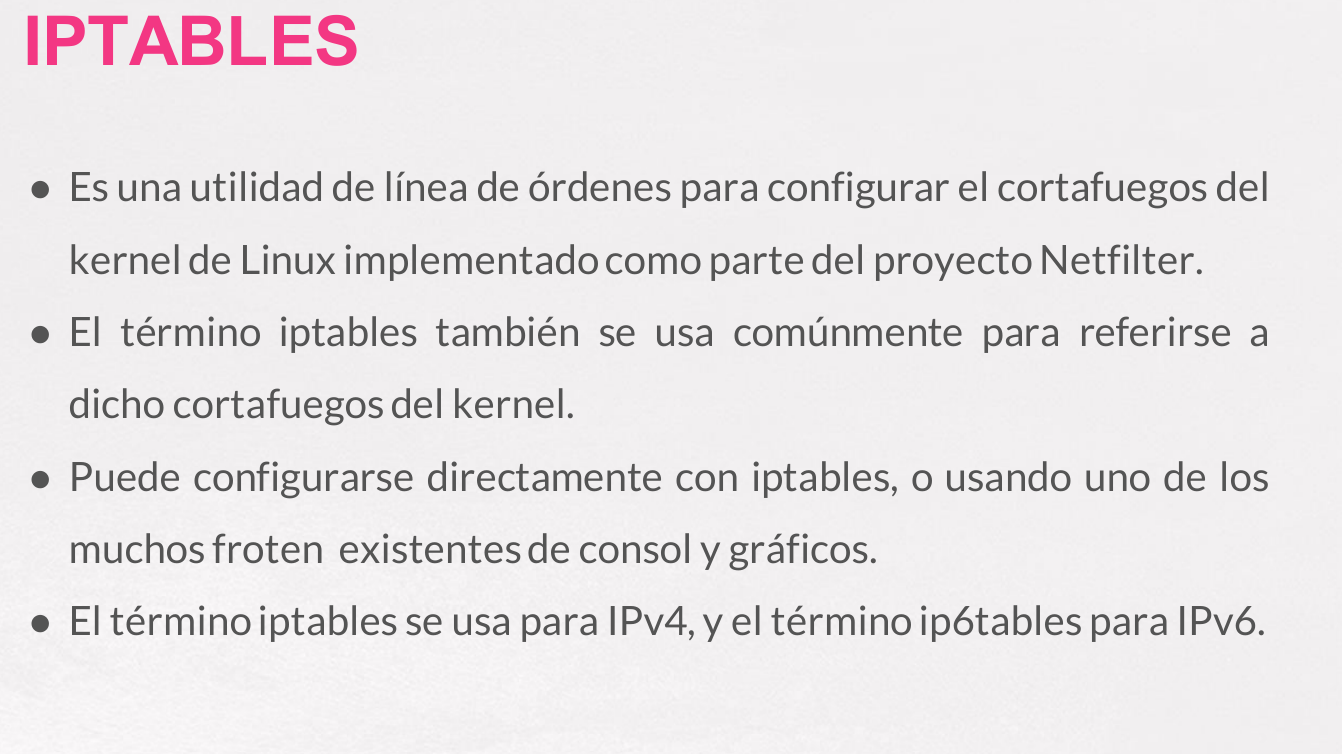 IPTABLES
● Es una utilidad de línea de órdenes para configurar el cortafuegos del
kernel de Linux implementado como parte del proyecto Netfilter.
● El término iptables también se usa comúnmente para referirse a
dicho cortafuegos del kernel.
● Puede configurarse directamente con iptables, o usando uno de los
muchos froten existentes de consol y gráficos.
● El término iptables se usa para IPv4, y el término ip6tables para IPv6.